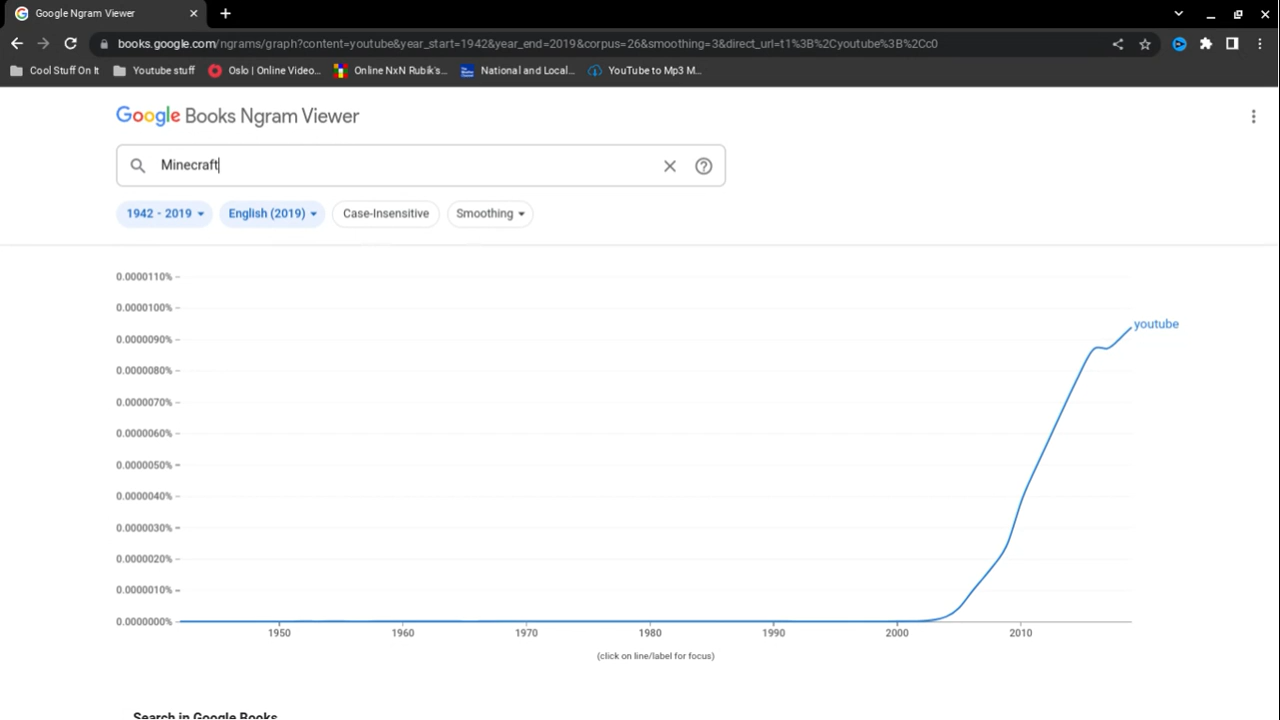 Google Ngram Viewer
books.google.com/ngrams/graph?content=youtube&year_start=1942&year_end=2019&corpus=26&smoothing=3&direct_url=t1%3B%2Cyoutube%3B%2Cc0
Cool Stuff On It Youtube stuff Oslo | Online Video... Online NxN Rubik's... National and Local... YouTube to Mp3 M...
Google Books Ngram Viewer
Minecraft
1942 - 2019 English (2019) Case-Insensitive Smoothing
0.0000110%
0.0000100%
youtube
0.0000090%
0.0000080%
0.0000070%
0.0000060%
0.0000050%
0.0000040%
0.0000030%
0.0000020%
0.0000010%
0.0000000%
1950 1960 1970 1980 1990 2000 2010
(click on line/label for focus)
Search in Google Books